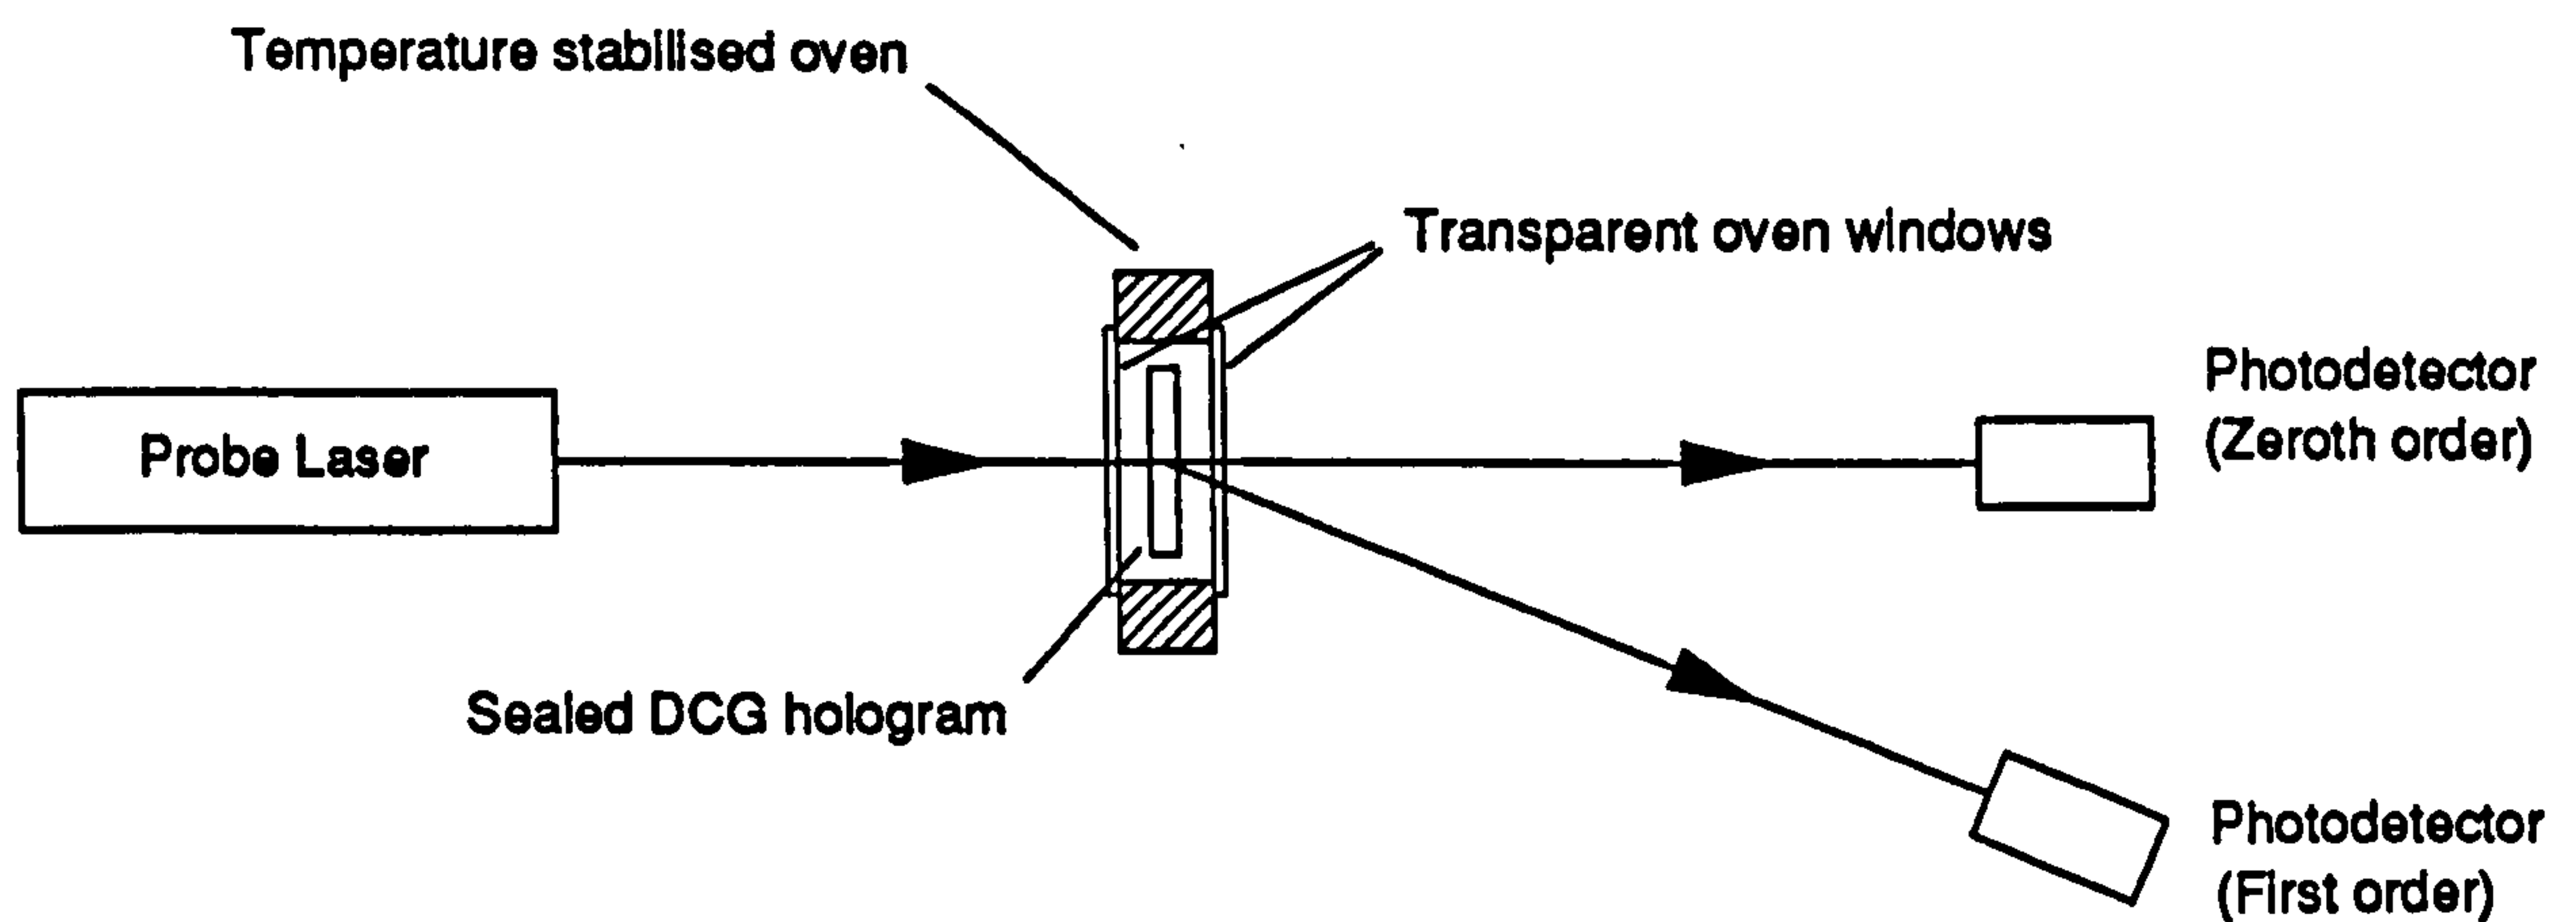 Temperature stabilised oven
Transparent oven windows
Probe Laser
Photodetector
(Zeroth order)
Sealed DCG hologram
Photodetector
(First order)